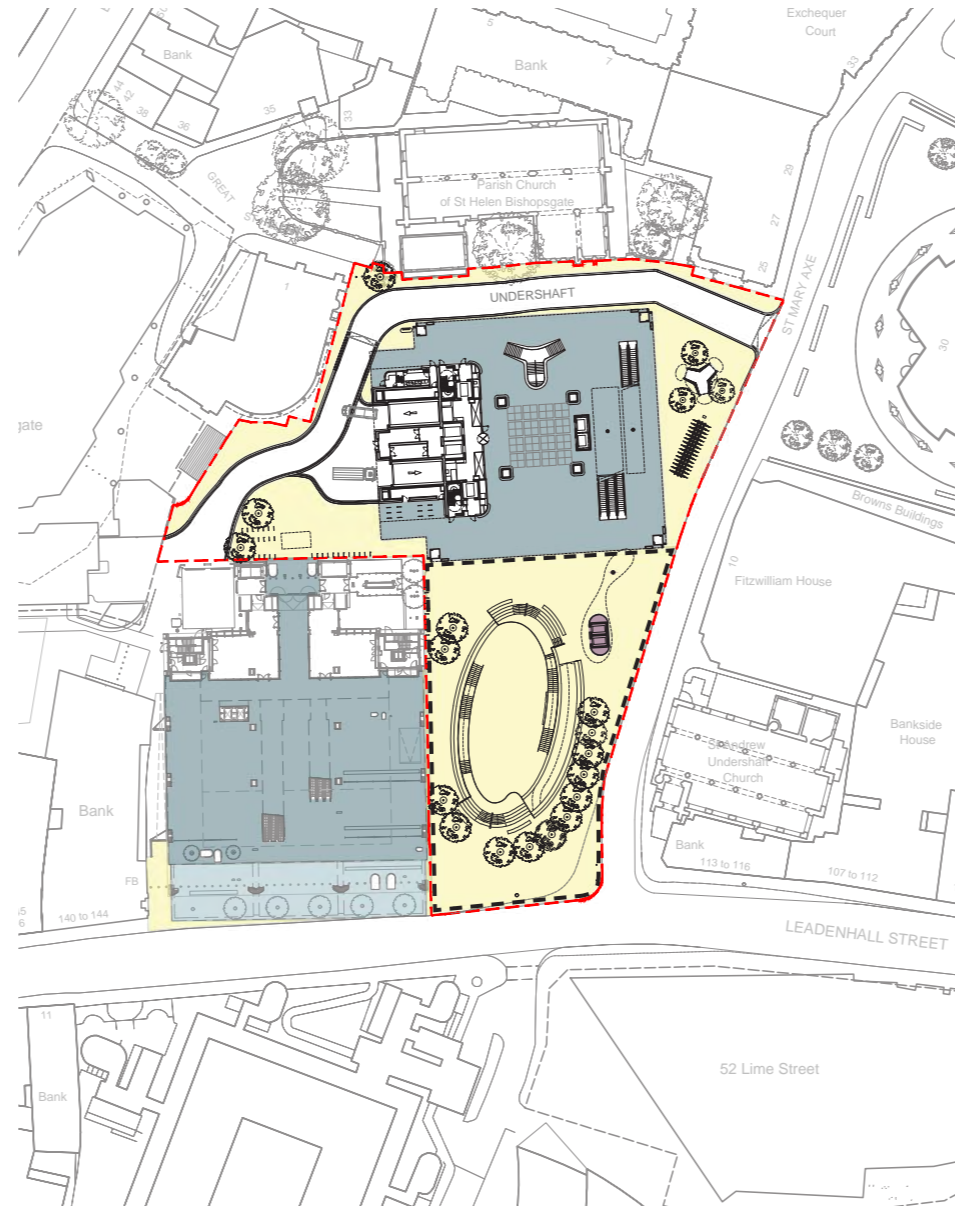 Exchequer
Court
5
Bank
Bank
7
33
44
42
38
36
35
33
GREAT
Parish Church
of St Helen Bishopsgate
29
27
25
UNDERSHAFT
ST MARY AXE
30
1
gate
Browns Buildings
10
Fitzwilliam House
Bankside
House
St Andrew
Undershaft
Church
Bank
Bank
113 to 116
107 to 112
FB
140 to 144
LEADENHALL STREET
11
Bank
52 Lime Street